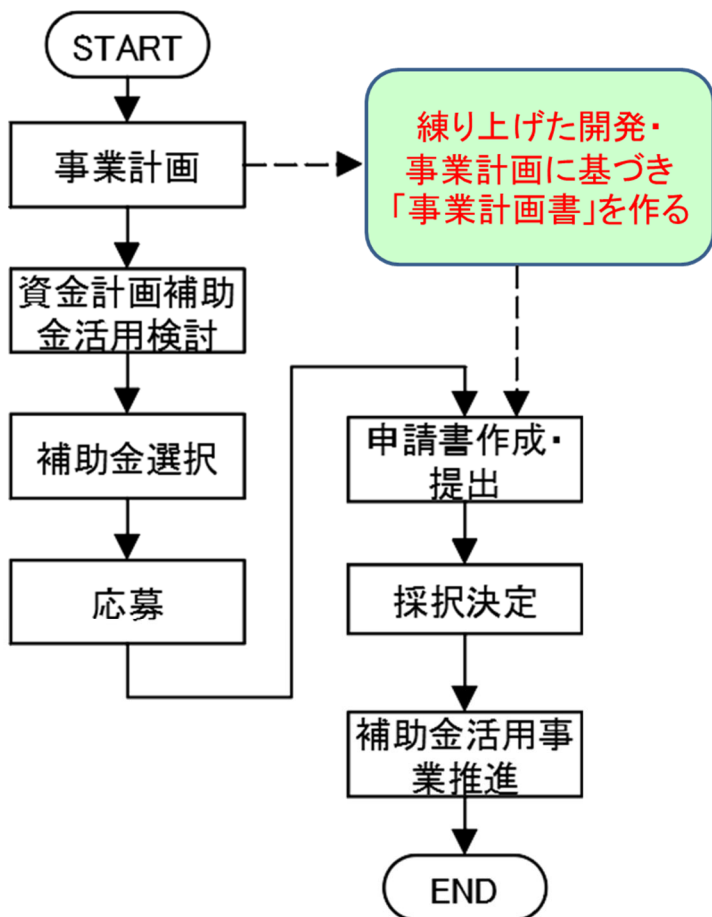 START
事業計画
資金計画補助
金活用検討
補助金選択
応募
練り上げた開発・
事業計画に基づき
「事業計画書」を作る
申請書作成・
提出
採択決定
補助金活用事
業推進
END